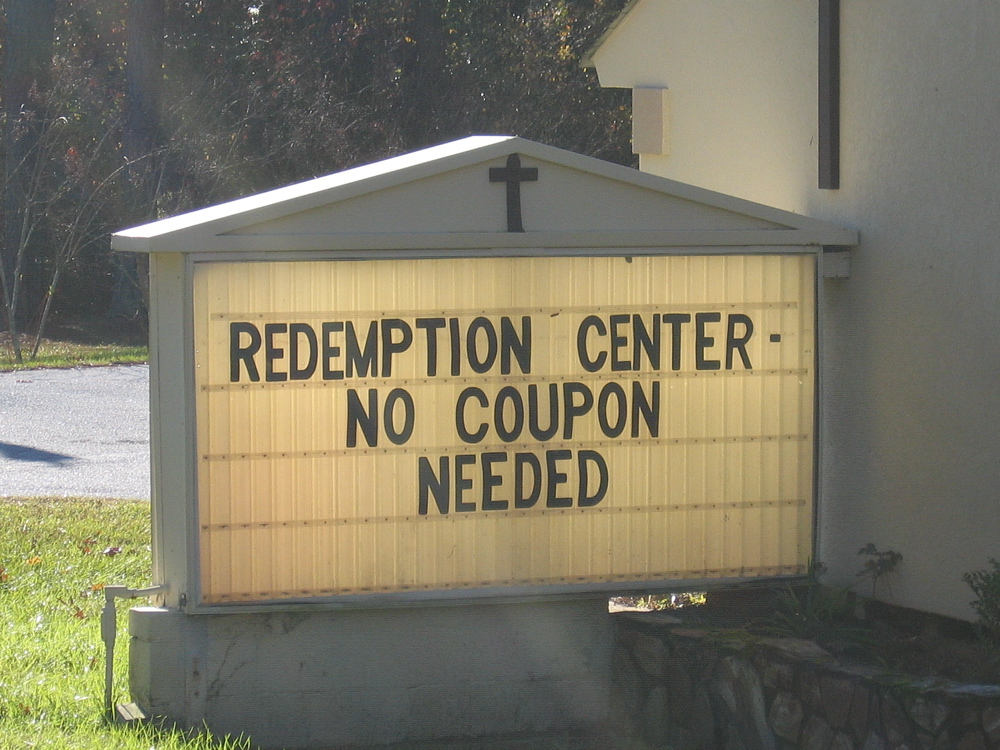 REDEMPTION CENTER -
NO COUPON
NEEDED